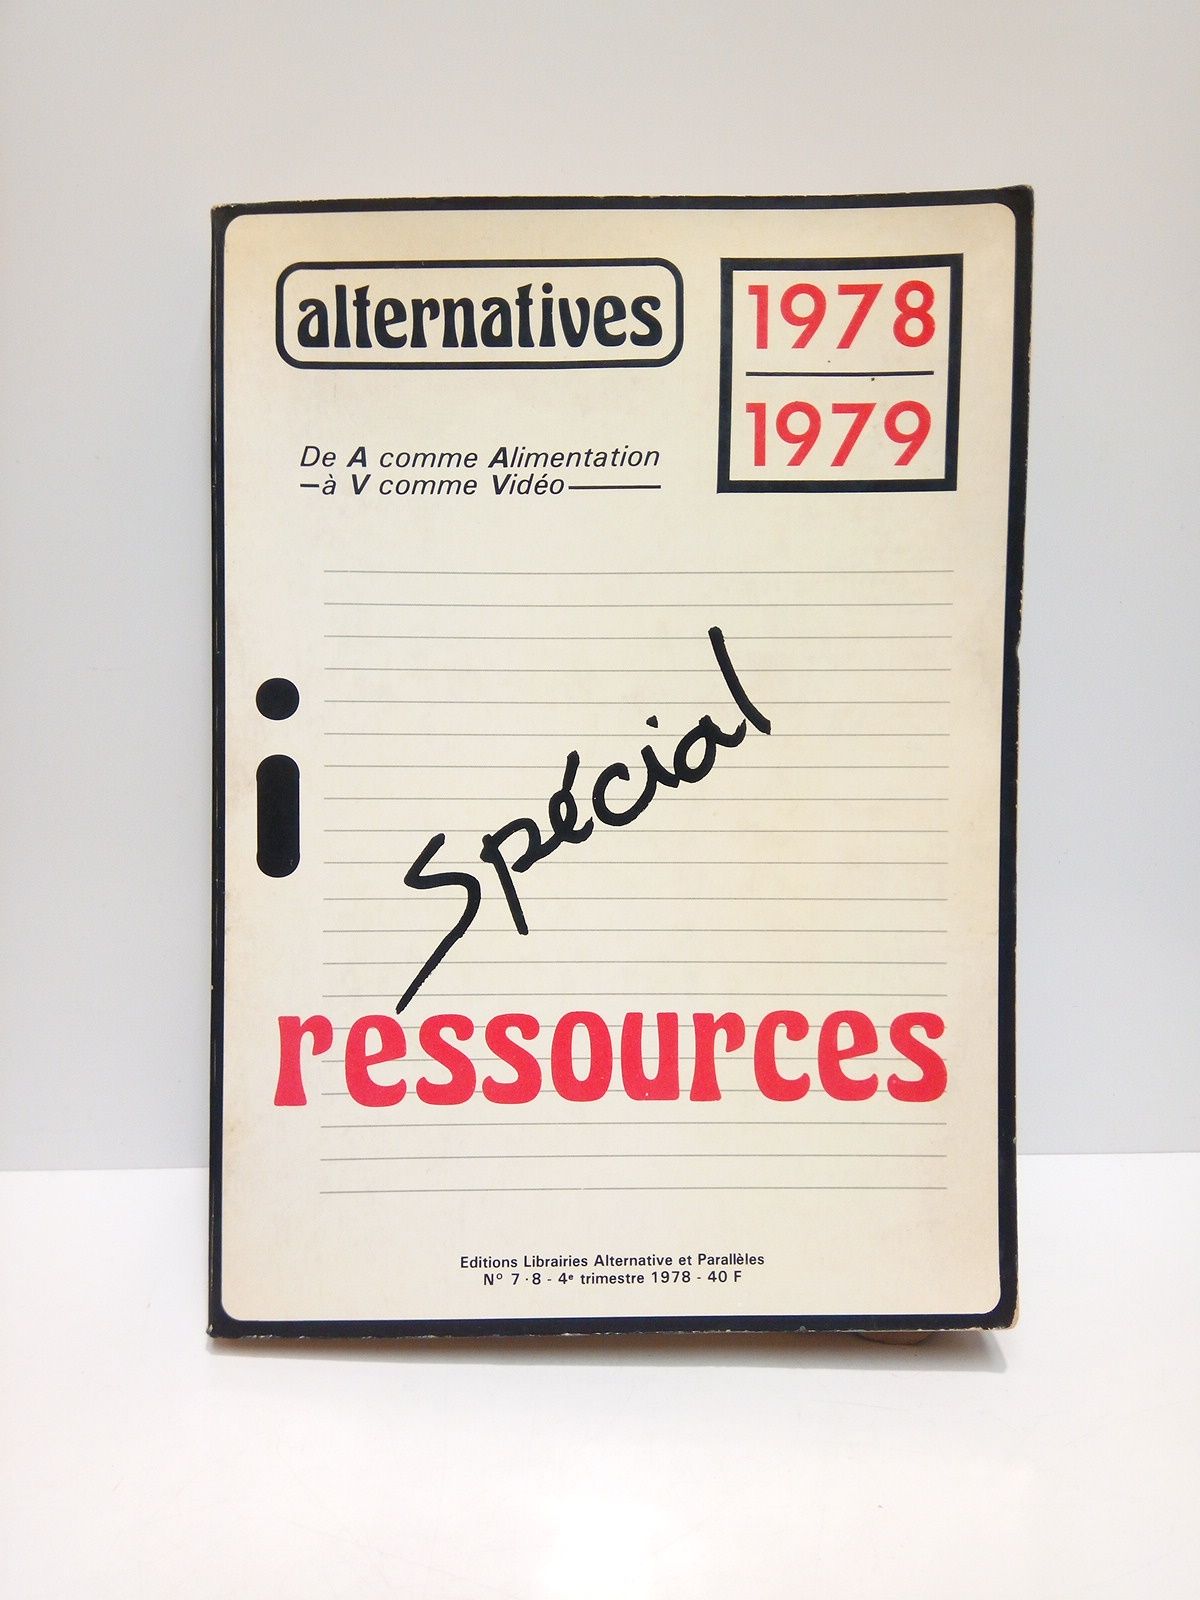 alternatives
1978
1979
De A comme Alimentation
—à V comme Vidéo—
i
Spécial
ressources
Editions Librairies Alternative et Parallèles
Nº 7·8 - 4e trimestre 1978 - 40 F